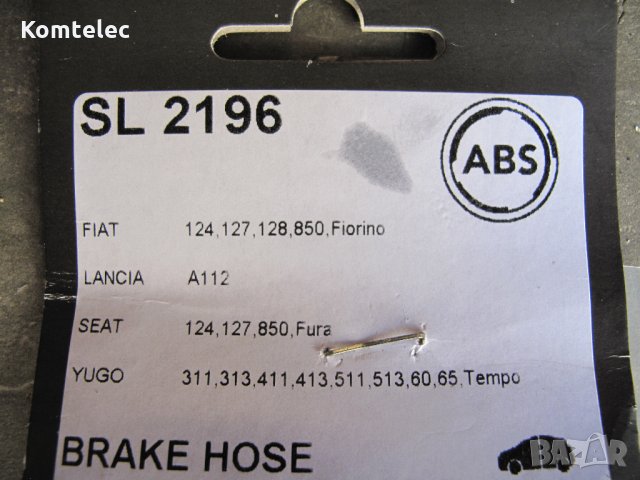 Komtelec
SL 2196
ABS
FIAT 124,127,128,850,Fiorino
LANCIA A112
SEAT 124,127,850,Fura
YUGO 311,313,411,413,511,513,60,65,Tempo
BRAKE HOSE
BAZAR